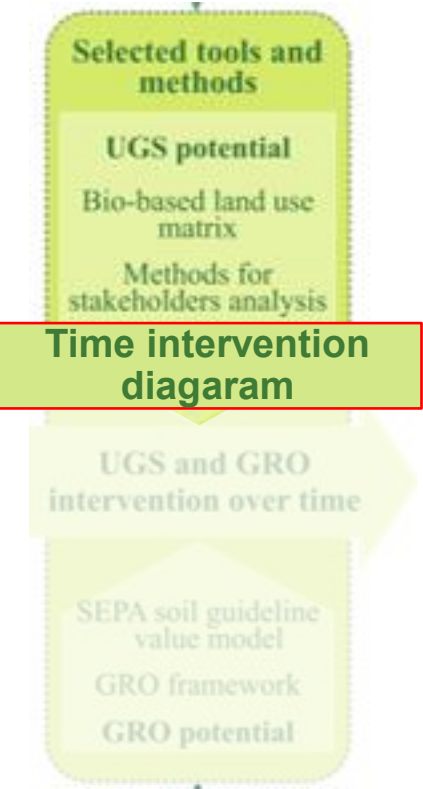 Selected tools and
methods
UGS potential
Bio-based land use
matrix
Methods for
stakeholders analysis
Time intervention
diagaram
UGS and GRO
intervention over time
SEPA soil guideline
value model
GRO framework
GRO potential